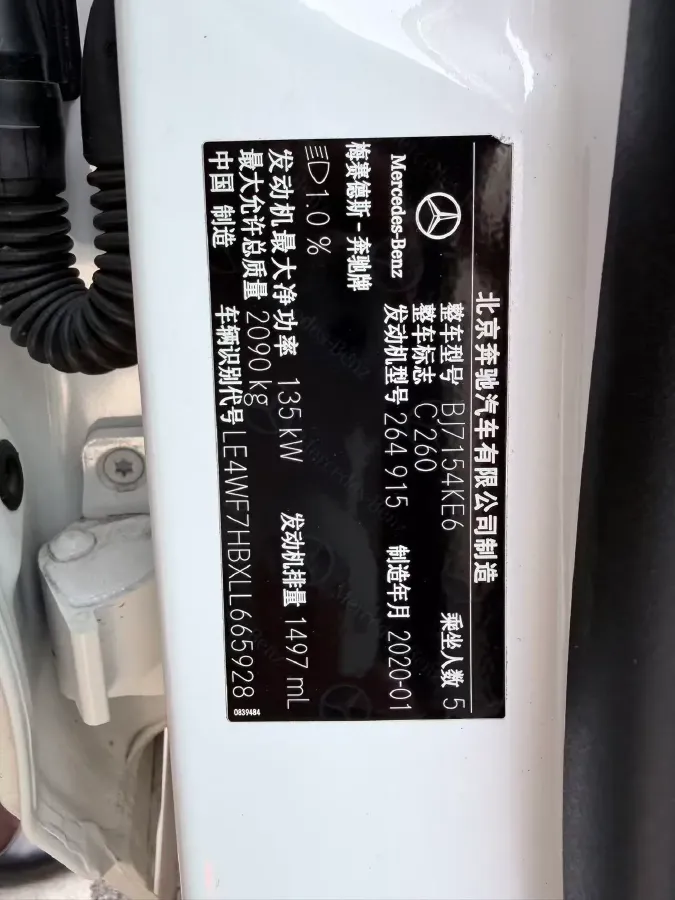 北京奔驰汽车有限公司制造
整车型号 BJ7154KE6 乘坐人数 5
Mercedes-Benz 整车标志 C 260
梅赛德斯－奔驰牌 发动机型号 264 915 制造年月 2020-01
1.0 %
发动机最大净功率 135 kW 发动机排量 1497 mL
最大允许总质量 2090 kg
中国 制造 车辆识别代号 LE4WF7HBXLL665928
0839484